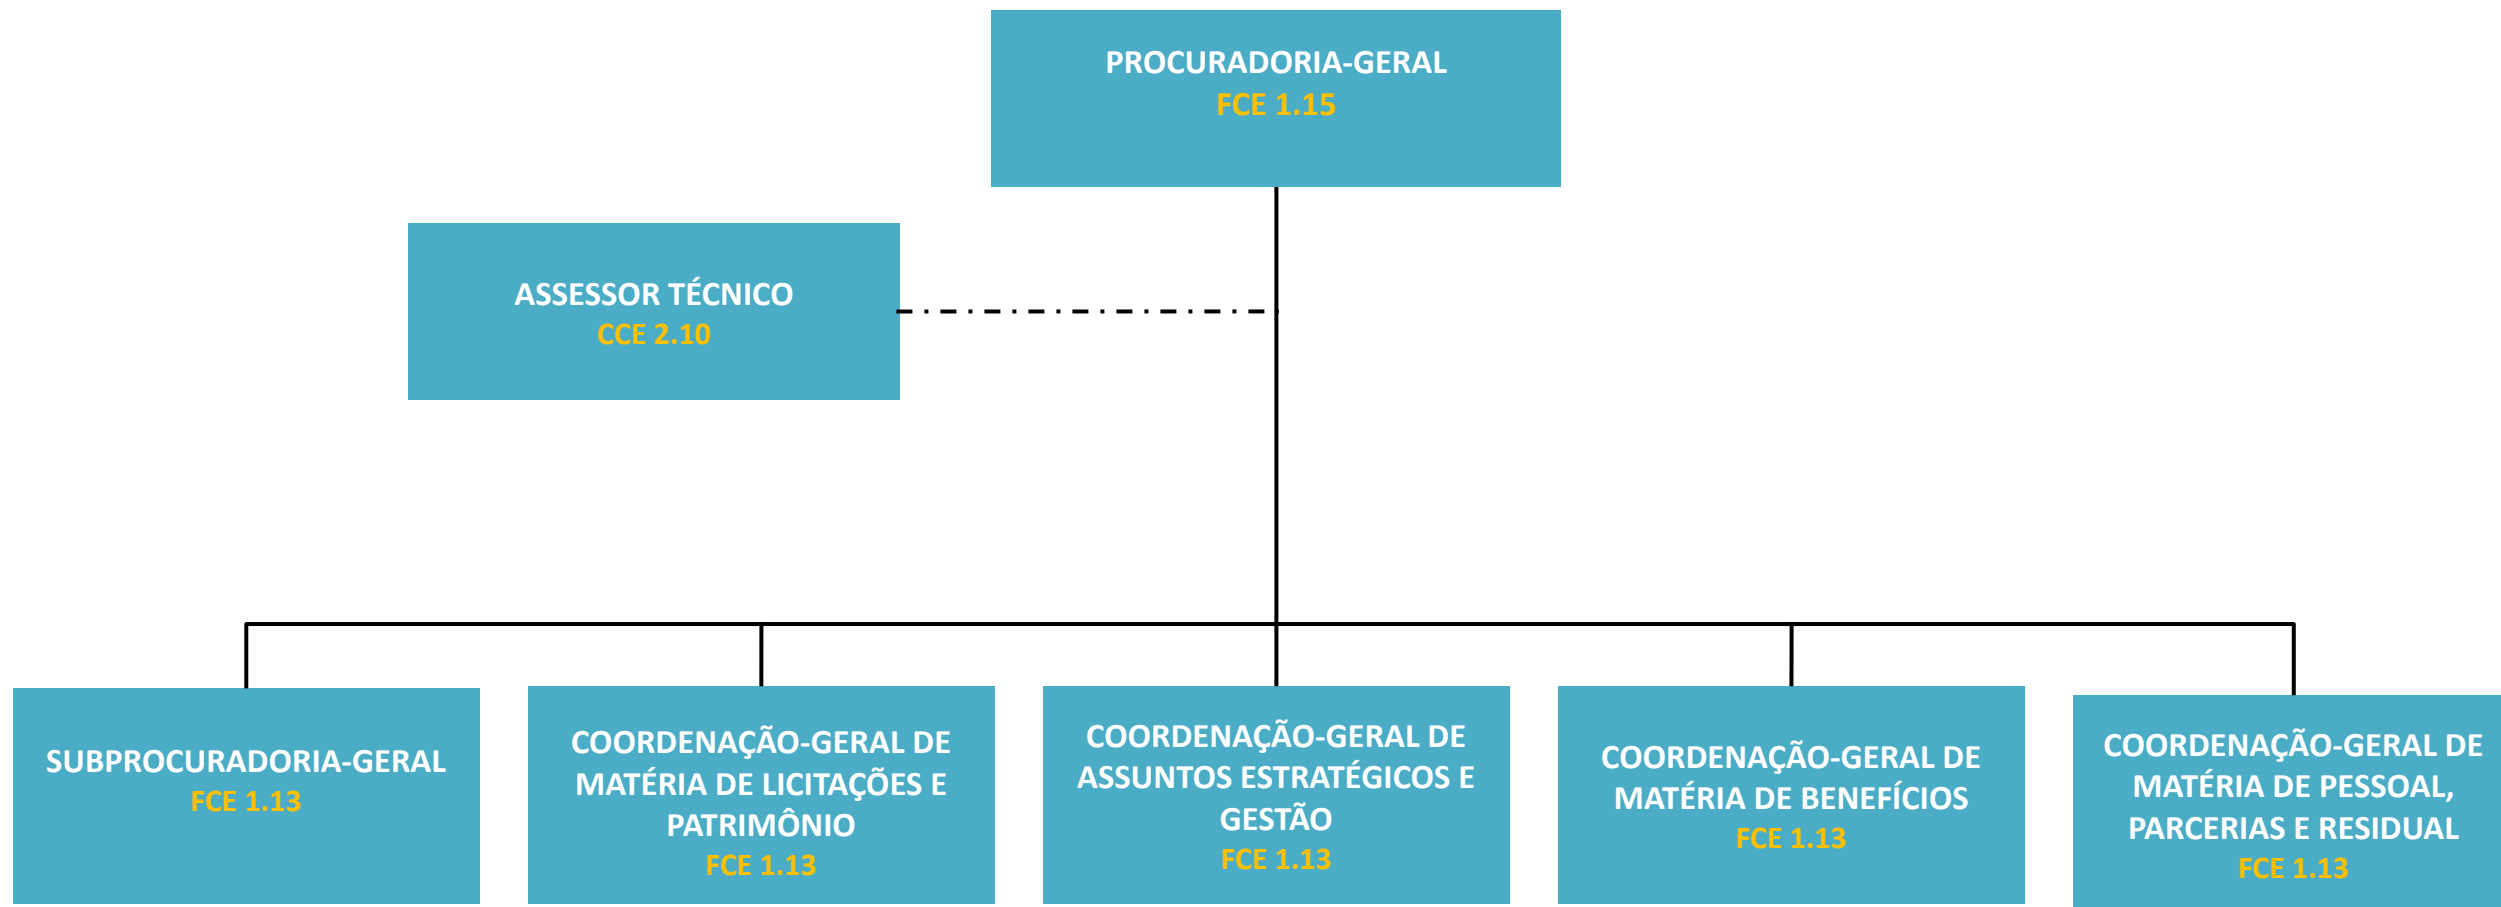 PROCURADORIA-GERAL
FCE 1.15
ASSESSOR TÉCNICO
CCE 2.10
SUBPROCURADORIA-GERAL
FCE 1.13
COORDENAÇÃO-GERAL DE
MATÉRIA DE LICITAÇÕES E
PATRIMÔNIO
FCE 1.13
COORDENAÇÃO-GERAL DE
ASSUNTOS ESTRATÉGICOS E
GESTÃO
FCE 1.13
COORDENAÇÃO-GERAL DE
MATÉRIA DE BENEFÍCIOS
FCE 1.13
COORDENAÇÃO-GERAL DE
MATÉRIA DE PESSOAL,
PARCERIAS E RESIDUAL
FCE 1.13